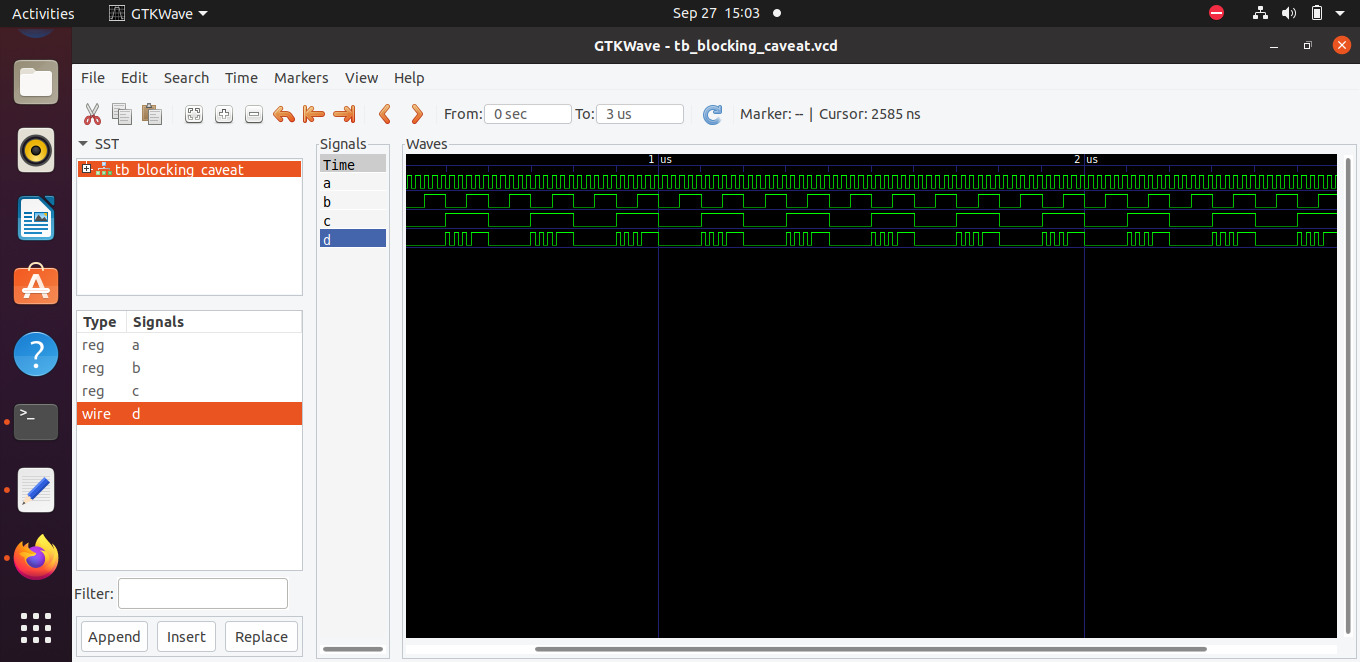 Activities GTKWave Sep 27 15:03
GTKWave - tb_blocking_caveat.vcd
File Edit Search Time Markers View Help
From: 0 sec To: 3 us Marker: -- | Cursor: 2585 ns
SST
tb_blocking_caveat
Type Signals
reg a
reg b
reg c
wire d
Filter:
Append Insert Replace
Signals
Time
a
b
c
d
Waves
1 us 2 us